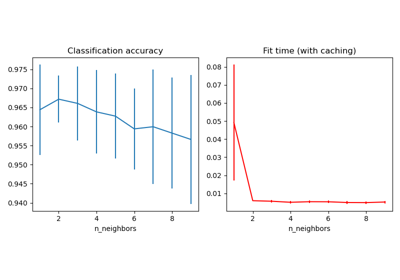 Classification accuracy
0.975
0.970
0.965
0.960
0.955
0.950
0.945
0.940
2 4 6 8
n_neighbors
Fit time (with caching)
0.08
0.07
0.06
0.05
0.04
0.03
0.02
0.01
2 4 6 8
n_neighbors